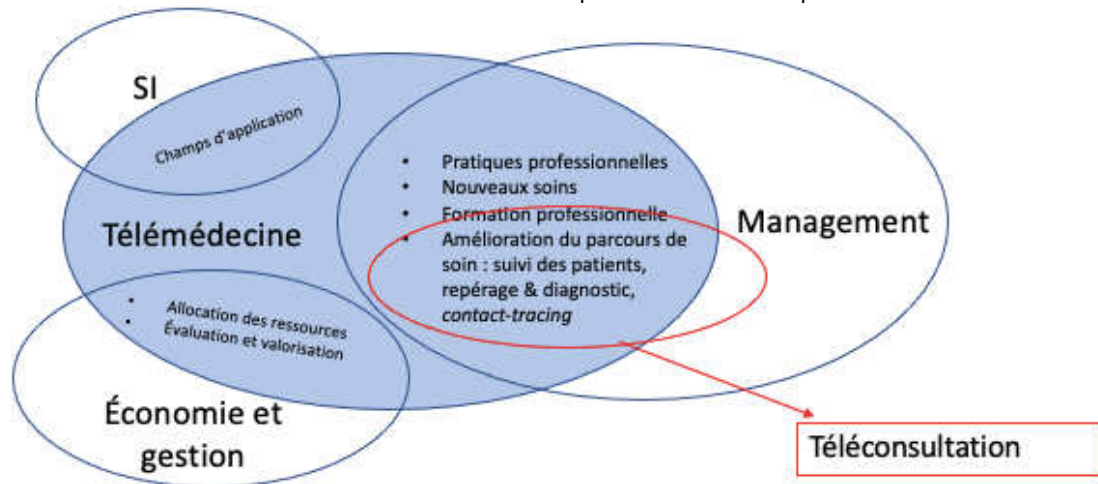 SI
Champs d'application
Télémédecine
• Pratiques professionnelles
• Nouveaux soins
• Formation professionnelle
• Amélioration du parcours de
soin : suivi des patients,
repérage & diagnostic,
contact-tracing
Management
• Allocation des ressources
• Évaluation et valorisation
Économie et
gestion
Téléconsultation